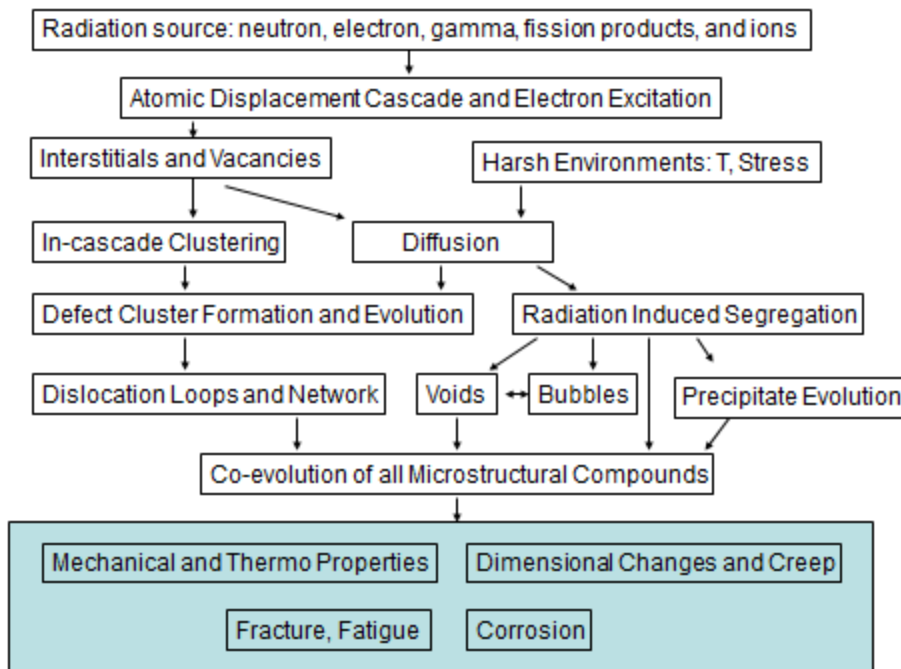 Radiation source: neutron, electron, gamma, fission products, and ions
Atomic Displacement Cascade and Electron Excitation
Interstitials and Vacancies
Harsh Environments: T, Stress
In-cascade Clustering
Diffusion
Defect Cluster Formation and Evolution
Radiation Induced Segregation
Dislocation Loops and Network
Voids
Bubbles
Precipitate Evolution
Co-evolution of all Microstructural Compounds
Mechanical and Thermo Properties
Dimensional Changes and Creep
Fracture, Fatigue
Corrosion